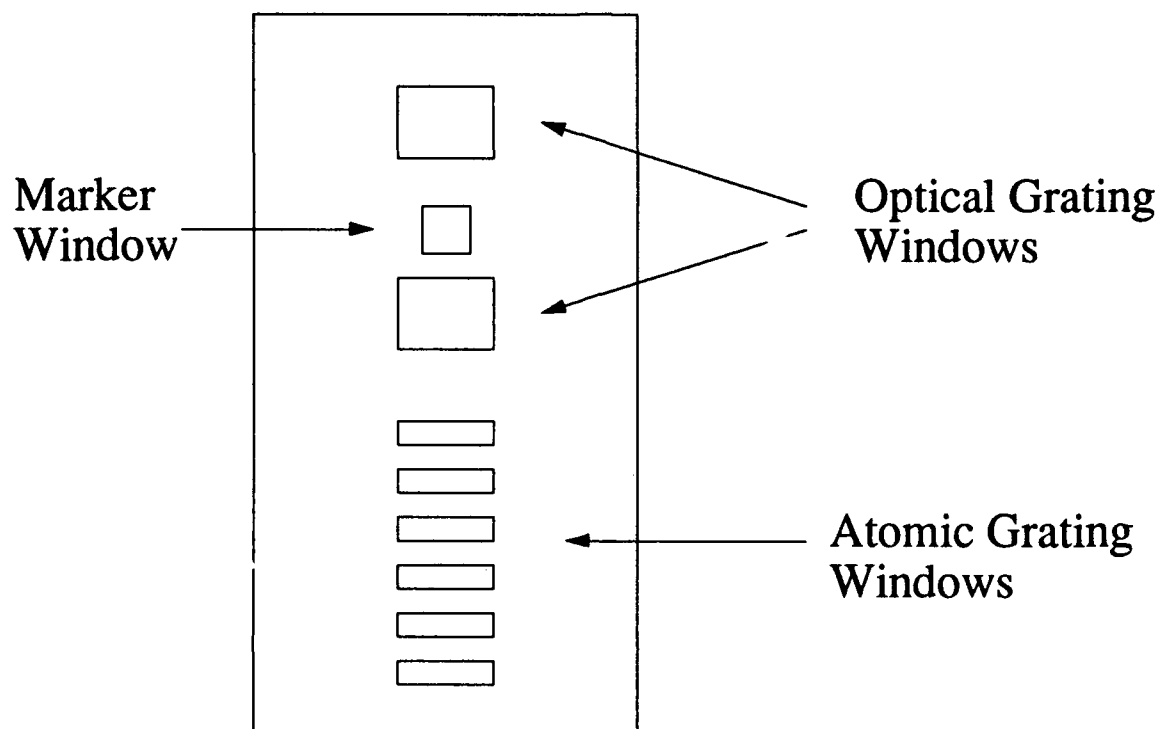 Marker
Window
Optical Grating
Windows
Atomic Grating
Windows